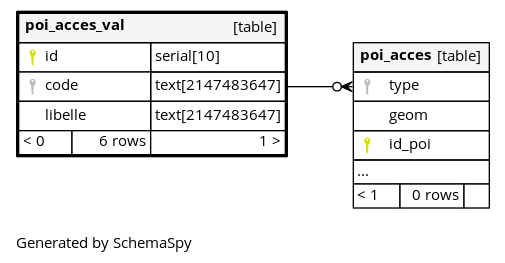 poi_acces_val [table]
id serial[10]
code text[2147483647]
libelle text[2147483647]
< 0 6 rows 1 >
poi_acces [table]
type
geom
id_poi
...
< 1 0 rows
Generated by SchemaSpy